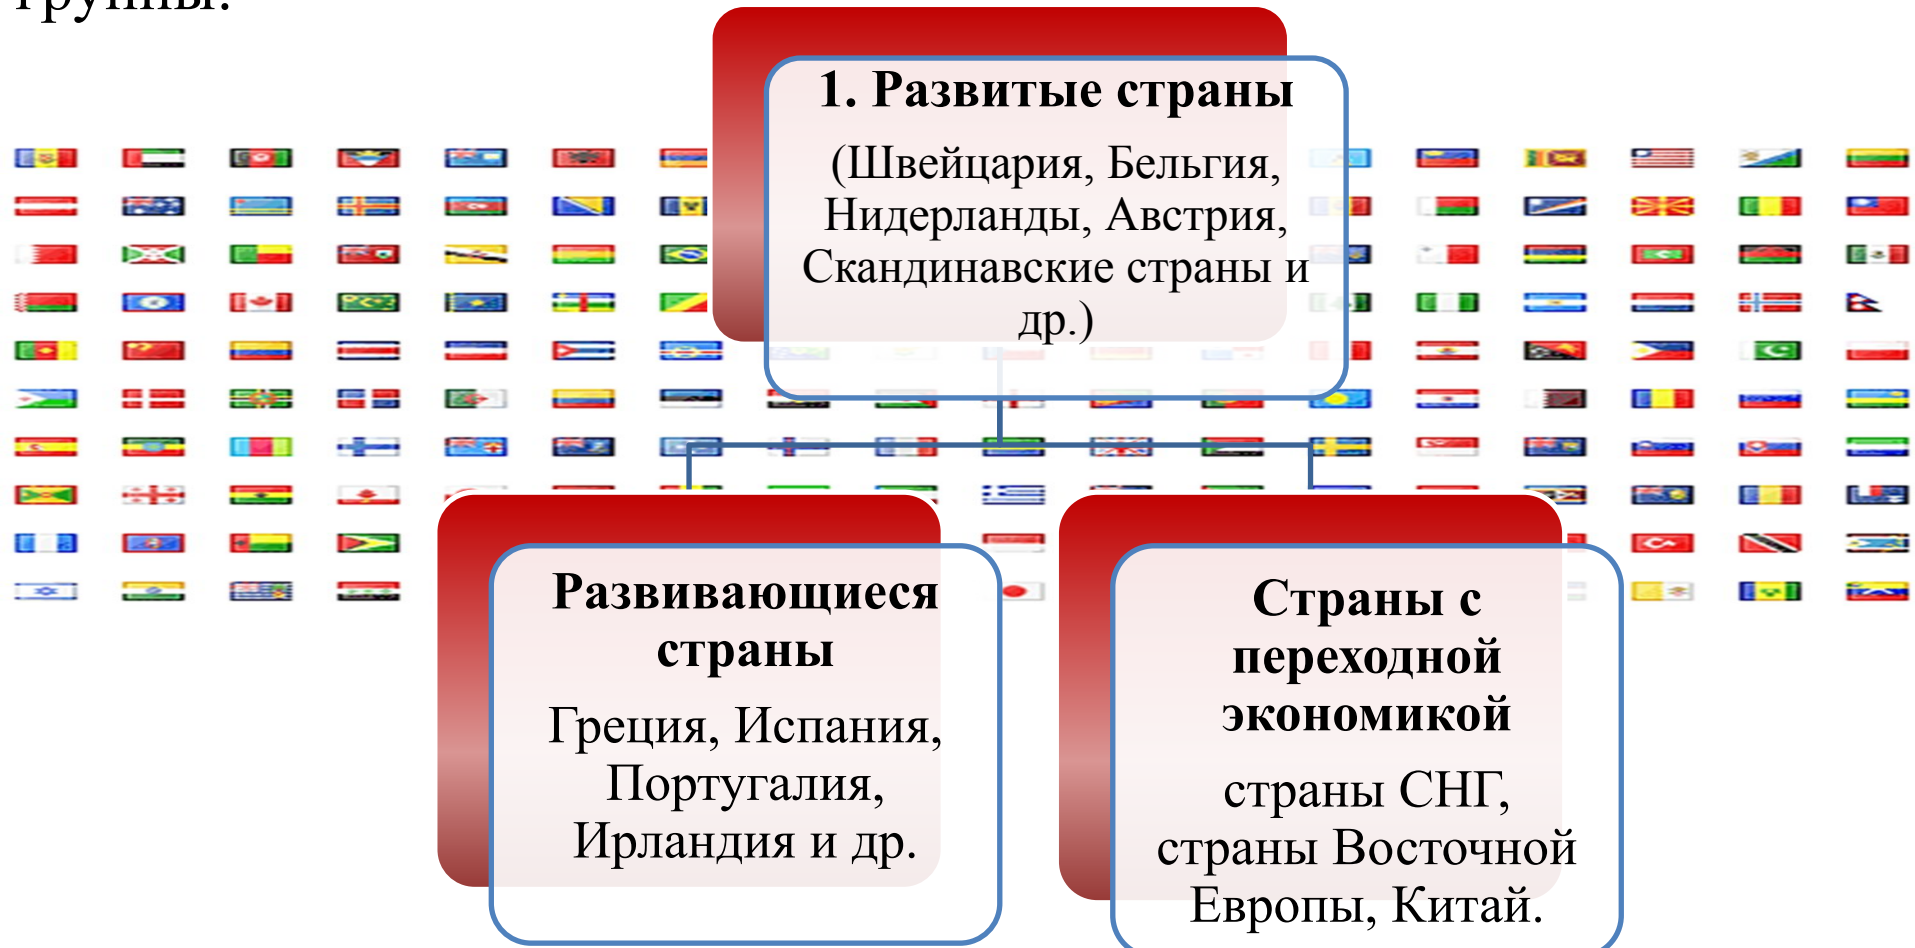 группы:
1. Развитые страны
(Швейцария, Бельгия,
Нидерланды, Австрия,
Скандинавские страны и
др.)
Развивающиеся
страны
Греция, Испания,
Португалия,
Ирландия и др.
Страны с
переходной
экономикой
страны СНГ,
страны Восточной
Европы, Китай.